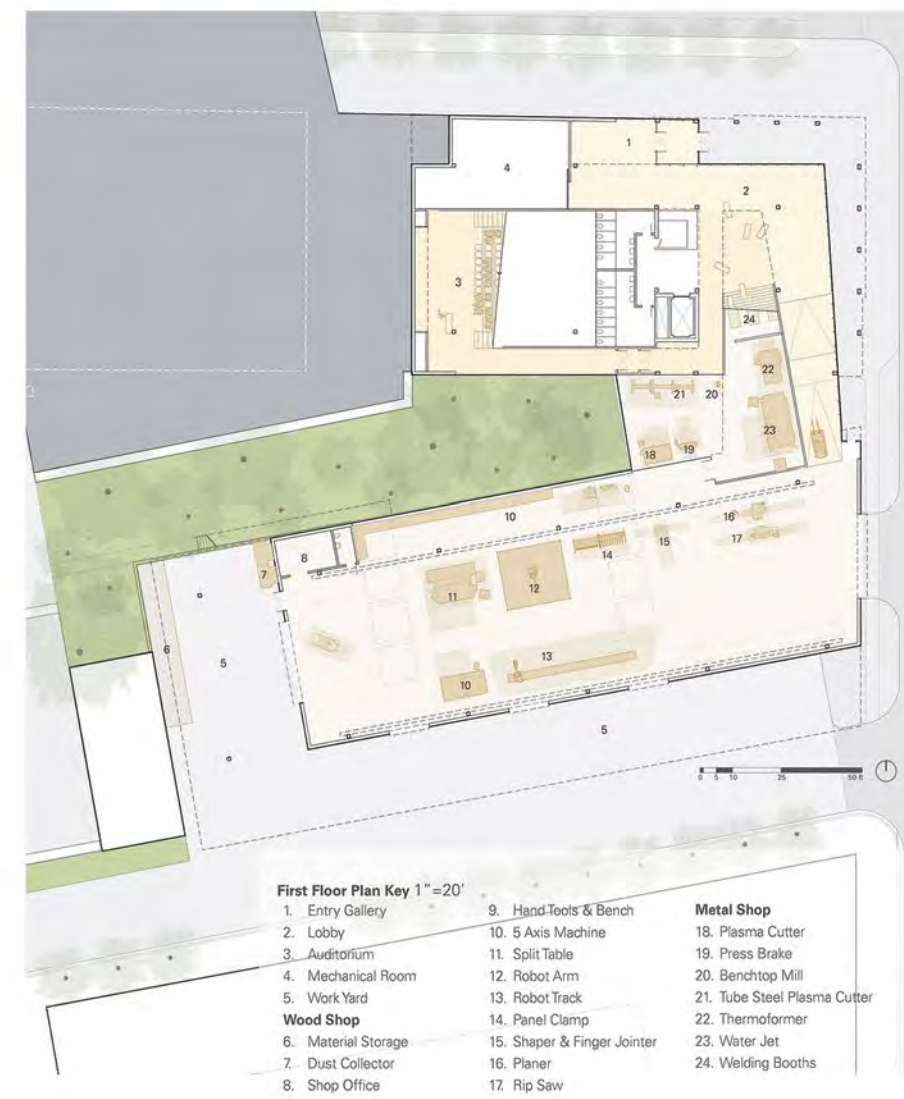 1
4
2
3
24
22
21
20
23
18
19
10
16
17
15
8
14
7
12
11
6
5
13
10
5
0 5 10 25 50 ft
First Floor Plan Key 1”=20’
1. Entry Gallery
2. Lobby
3. Auditorium
4. Mechanical Room
5. Work Yard
Wood Shop
6. Material Storage
7. Dust Collector
8. Shop Office
9. Hand Tools & Bench
10. 5 Axis Machine
11. Split Table
12. Robot Arm
13. Robot Track
14. Panel Clamp
15. Shaper & Finger Jointer
16. Planer
17. Rip Saw
Metal Shop
18. Plasma Cutter
19. Press Brake
20. Benchtop Mill
21. Tube Steel Plasma Cutter
22. Thermoformer
23. Water Jet
24. Welding Booths